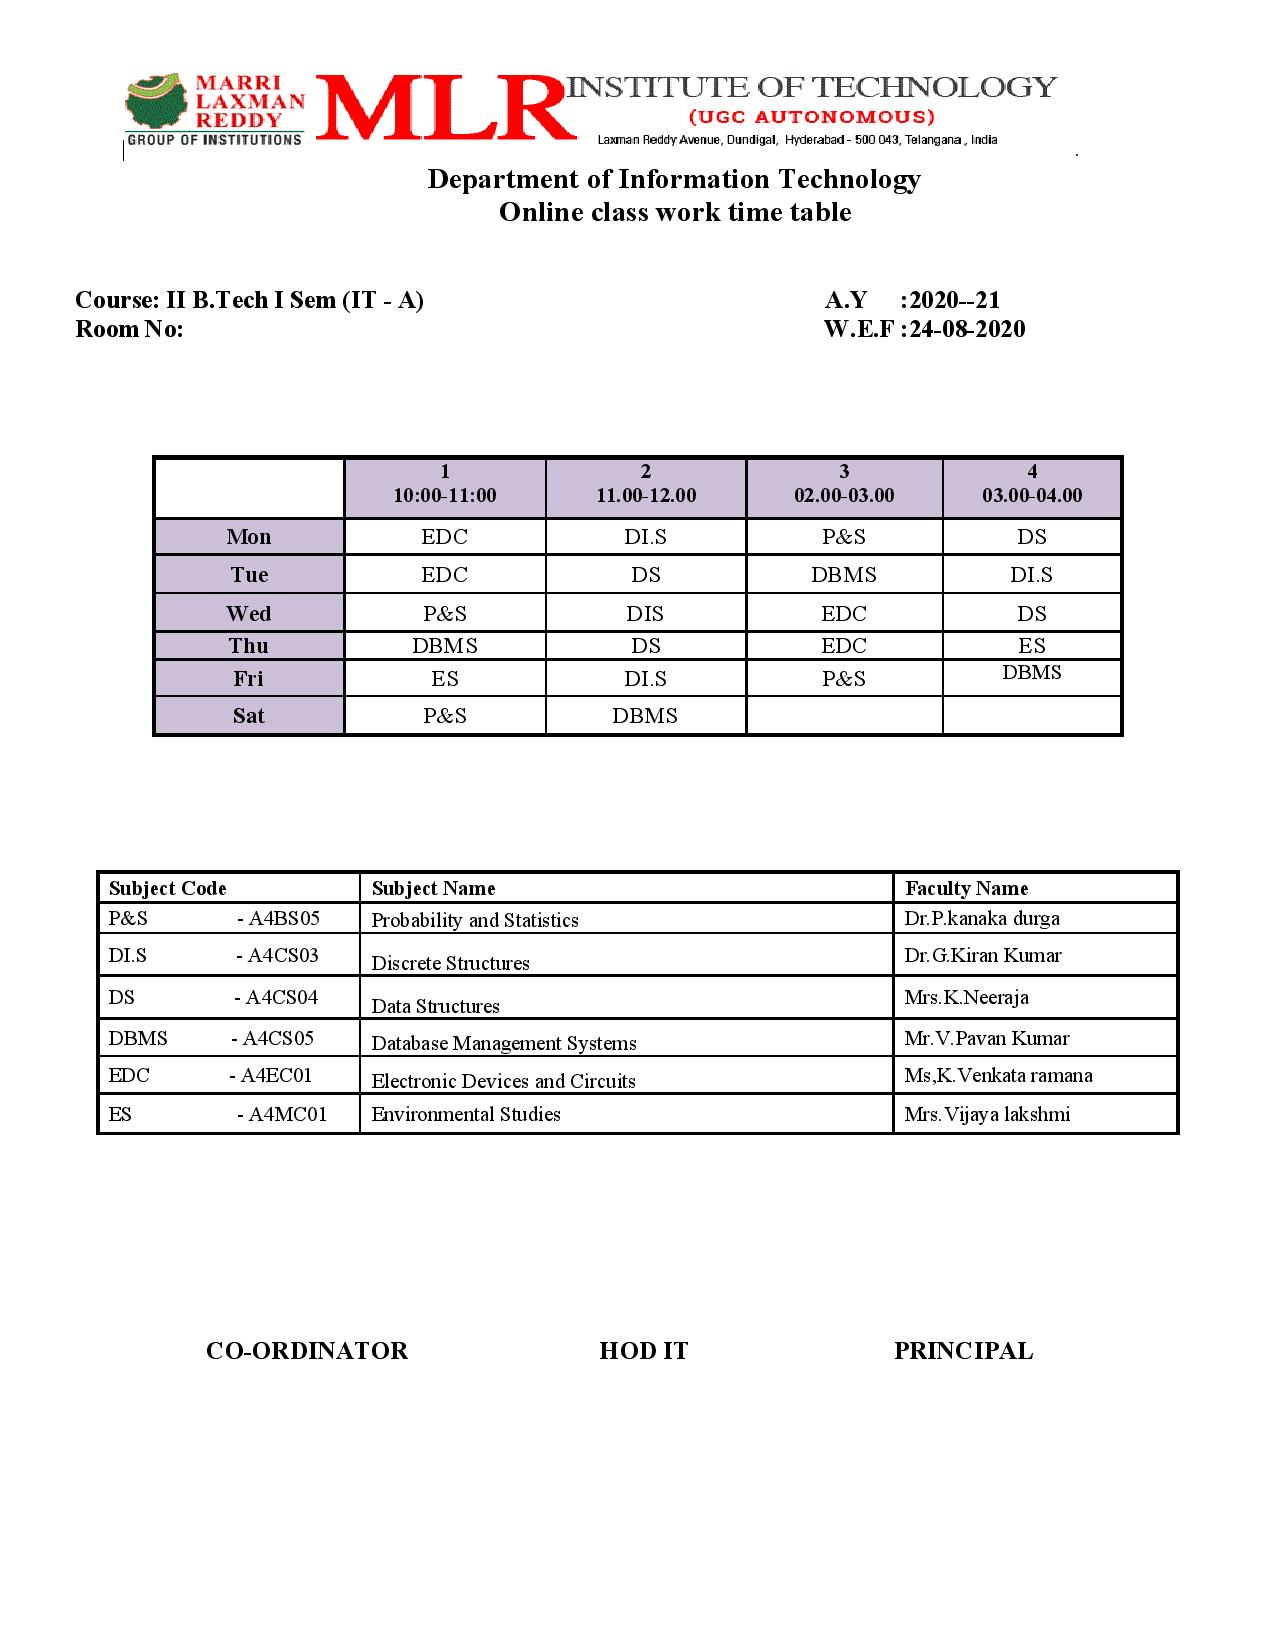 MARRI
LAXMAN
REDDY
GROUP OF INSTITUTIONS
MLR INSTITUTE OF TECHNOLOGY
(UGC AUTONOMOUS)
Laxman Reddy Avenue, Dundigal, Hyderabad - 500 043, Telangana, India
Department of Information Technology
Online class work time table
Course: II B.Tech I Sem (IT - A) A.Y :2020--21
Room No: W.E.F :24-08-2020
1 2 3 4
10:00-11:00 11.00-12.00 02.00-03.00 03.00-04.00
Mon EDC DI.S P&S DS
Tue EDC DS DBMS DI.S
Wed P&S DIS EDC DS
Thu DBMS DS EDC ES
Fri ES DI.S P&S DBMS
Sat P&S DBMS
Subject Code Subject Name Faculty Name
P&S - A4BS05 Probability and Statistics Dr.P.kanaka durga
DI.S - A4CS03 Discrete Structures Dr.G.Kiran Kumar
DS - A4CS04 Data Structures Mrs.K.Neeraja
DBMS - A4CS05 Database Management Systems Mr.V.Pavan Kumar
EDC - A4EC01 Electronic Devices and Circuits Ms,K.Venkata ramana
ES - A4MC01 Environmental Studies Mrs.Vijaya lakshmi
CO-ORDINATOR HOD IT PRINCIPAL